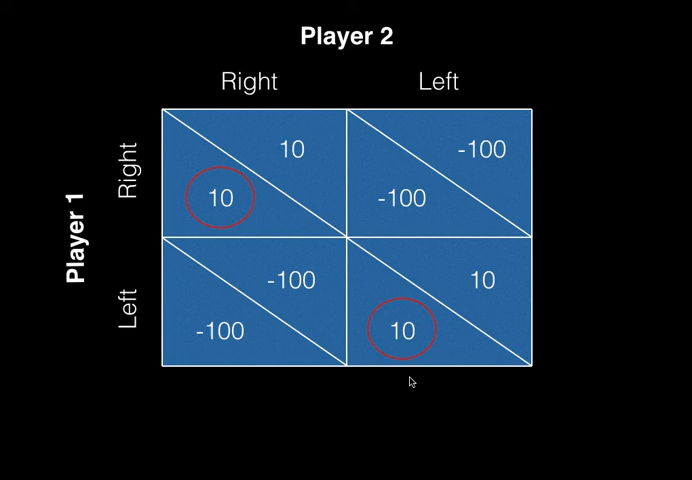 Player 2
Right Left
Player 1
Right
10 -100
10 -100
Left
-100 10
-100 10